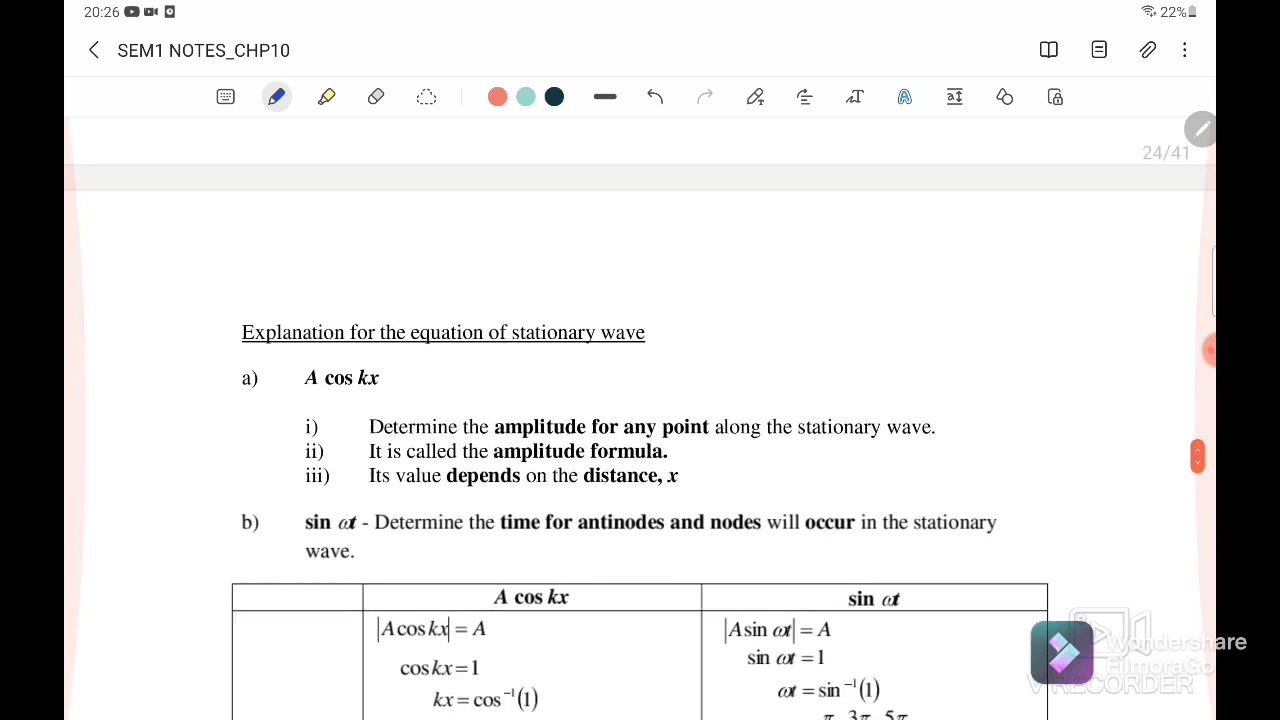 20:26
22%
SEM1 NOTES_CHP10
24/41
Explanation for the equation of stationary wave
a) A cos kx
i) Determine the amplitude for any point along the stationary wave.
ii) It is called the amplitude formula.
iii) Its value depends on the distance, x
b) sin ωt - Determine the time for antinodes and nodes will occur in the stationary
wave.
A cos kx sin ωt
|A cos kx| = A |A sin ωt| = A
cos kx = 1 sin ωt = 1
kx = cos⁻¹(1) ωt = sin⁻¹(1)
π 3π 5π
Wondershare
FilmoraGo
V RECORDER